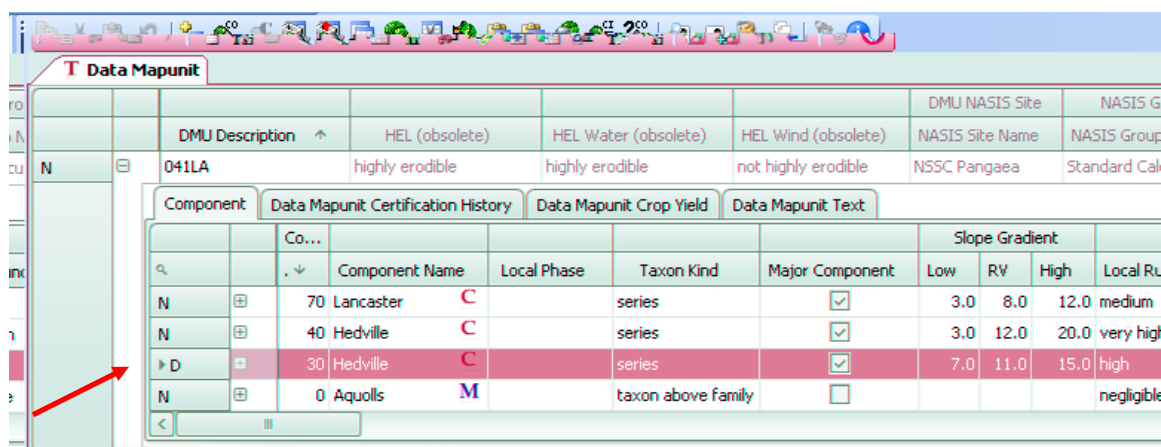 T Data Mapunit
DMU NASIS Site NASIS G
DMU Description HEL (obsolete) HEL Water (obsolete) HEL Wind (obsolete) NASIS Site Name NASIS Group
N 041LA highly erodible highly erodible not highly erodible NSSC Pangaea Standard Calc
Component Data Mapunit Certification History Data Mapunit Crop Yield Data Mapunit Text
Co... Slope Gradient
. Component Name Local Phase Taxon Kind Major Component Low RV High Local Ru
N 70 Lancaster C series 3.0 8.0 12.0 medium
N 40 Hedville C series 3.0 12.0 20.0 very high
D 30 Hedville C series 7.0 11.0 15.0 high
N 0 Aquolls M taxon above family negligible